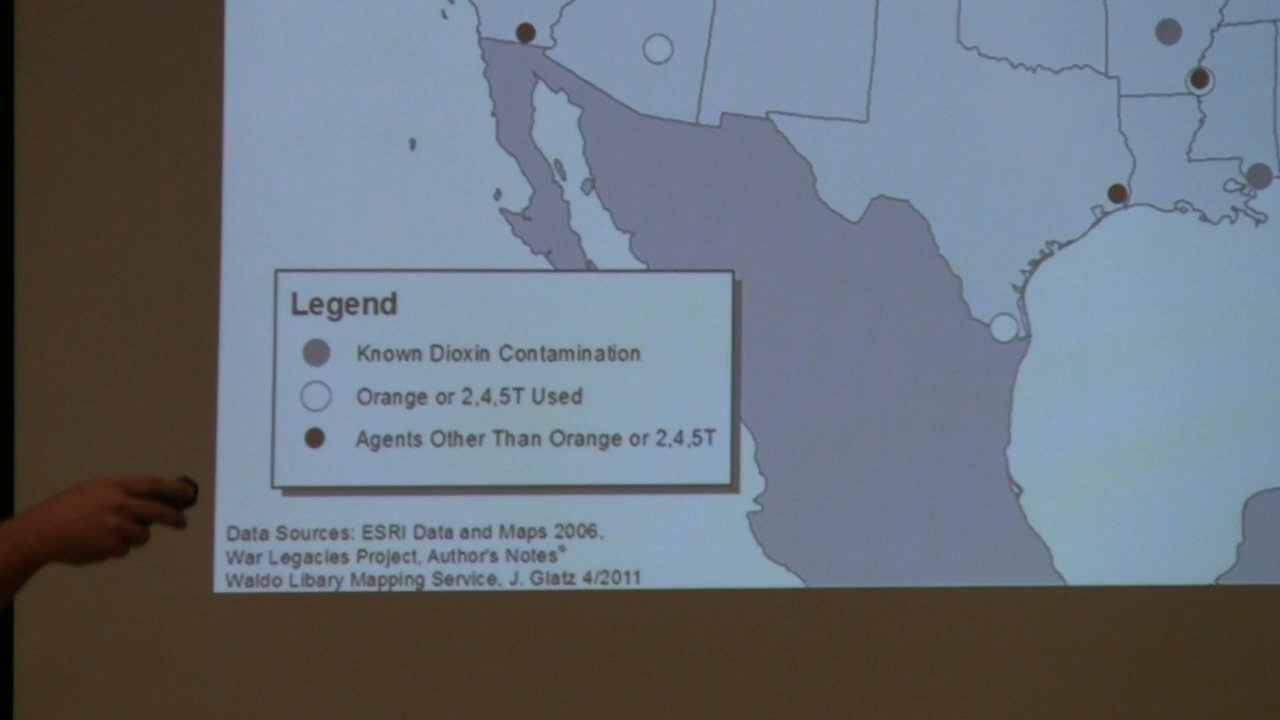 Legend
Known Dioxin Contamination
Orange or 2,4,5T Used
Agents Other Than Orange or 2,4,5T
Data Sources: ESRI Data and Maps 2006,
War Legacies Project, Author's Notes*
Waldo Libary Mapping Service, J. Glatz 4/2011